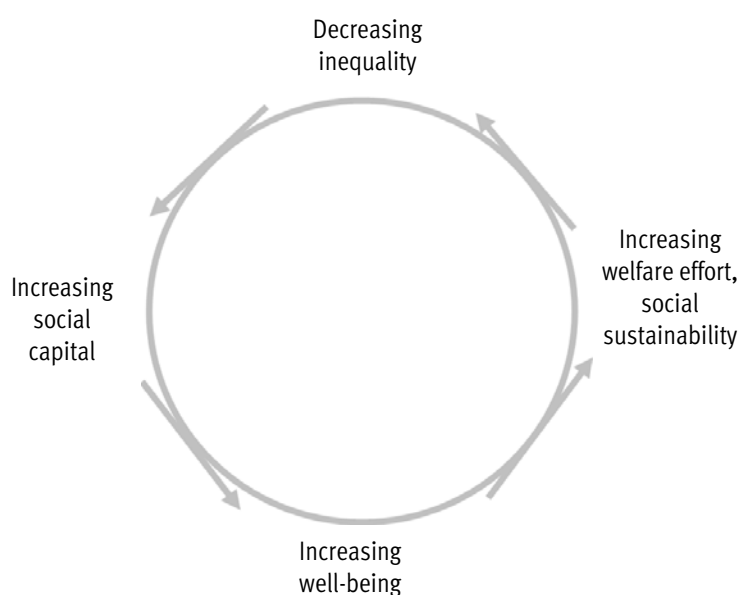 Decreasing
inequality
Increasing
welfare effort,
social
sustainability
Increasing
social
capital
Increasing
well-being